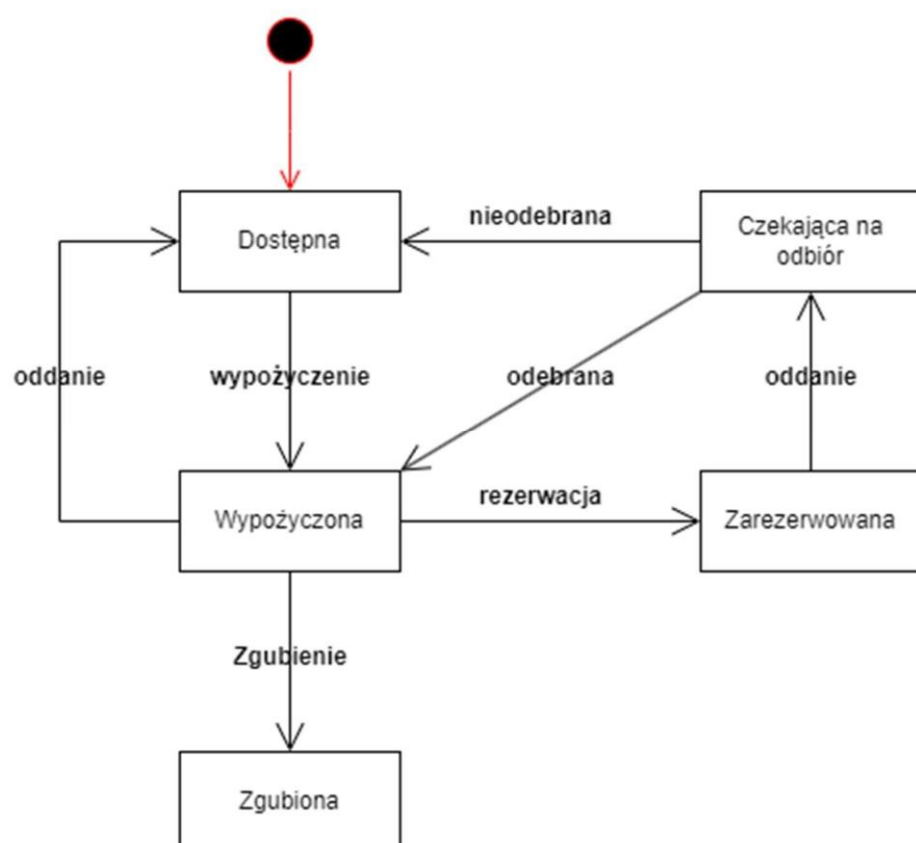 nieodebrana
Dostępna
Czekająca na
odbiór
oddanie
wypożyczenie
odebrana
oddanie
rezerwacja
Wypożyczona
Zarezerwowana
Zgubienie
Zgubiona